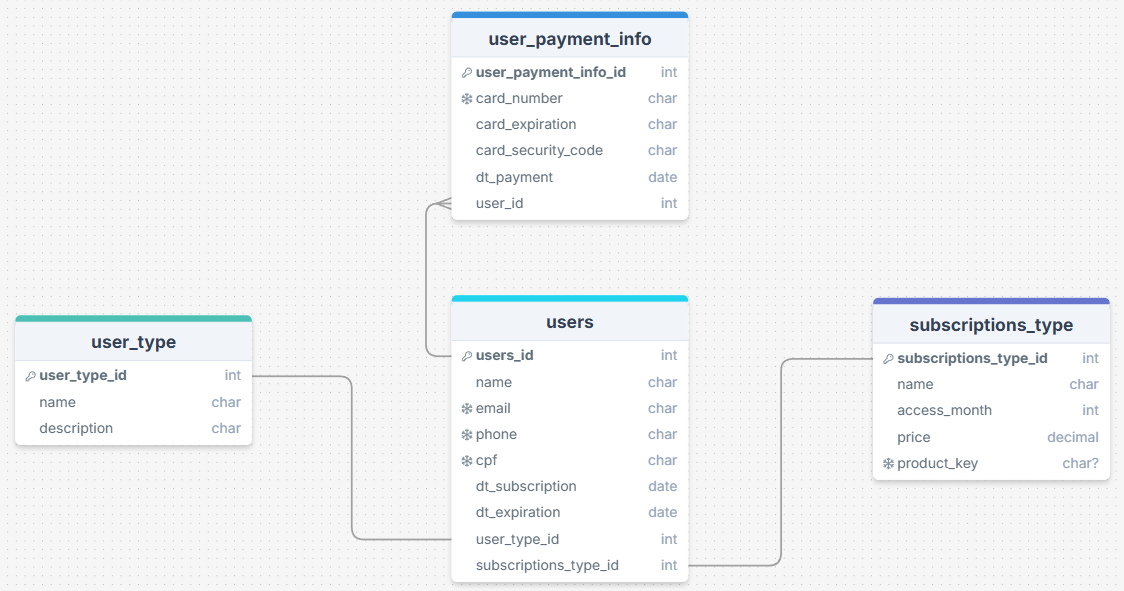 user_payment_info
user_payment_info_id int
card_number char
card_expiration char
card_security_code char
dt_payment date
user_id int
user_type
user_type_id int
name char
description char
users
users_id int
name char
email char
phone char
cpf char
dt_subscription date
dt_expiration date
user_type_id int
subscriptions_type_id int
subscriptions_type
subscriptions_type_id int
name char
access_month int
price decimal
product_key char?